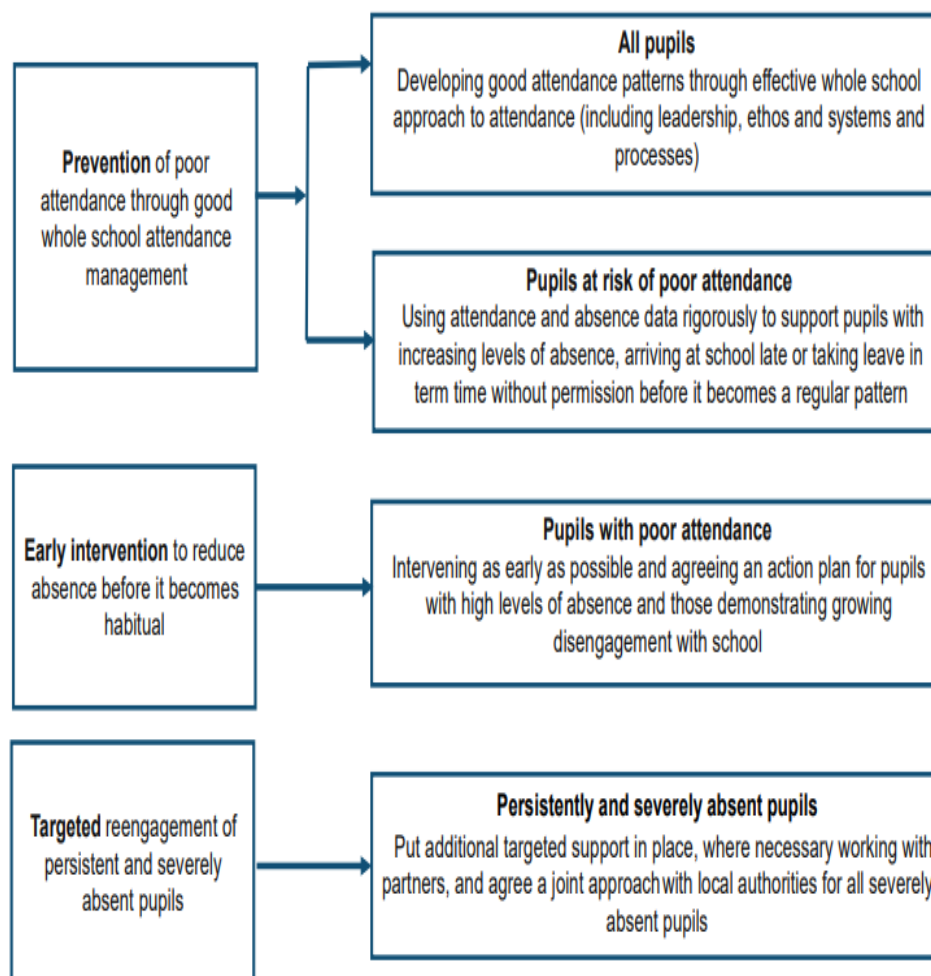 Prevention of poor
attendance through good
whole school attendance
management
All pupils
Developing good attendance patterns through effective whole school
approach to attendance (including leadership, ethos and systems and
processes)
Pupils at risk of poor attendance
Using attendance and absence data rigorously to support pupils with
increasing levels of absence, arriving at school late or taking leave in
term time without permission before it becomes a regular pattern
Early intervention to reduce
absence before it becomes
habitual
Pupils with poor attendance
Intervening as early as possible and agreeing an action plan for pupils
with high levels of absence and those demonstrating growing
disengagement with school
Targeted reengagement of
persistent and severely
absent pupils
Persistently and severely absent pupils
Put additional targeted support in place, where necessary working with
partners, and agree a joint approach with local authorities for all severely
absent pupils